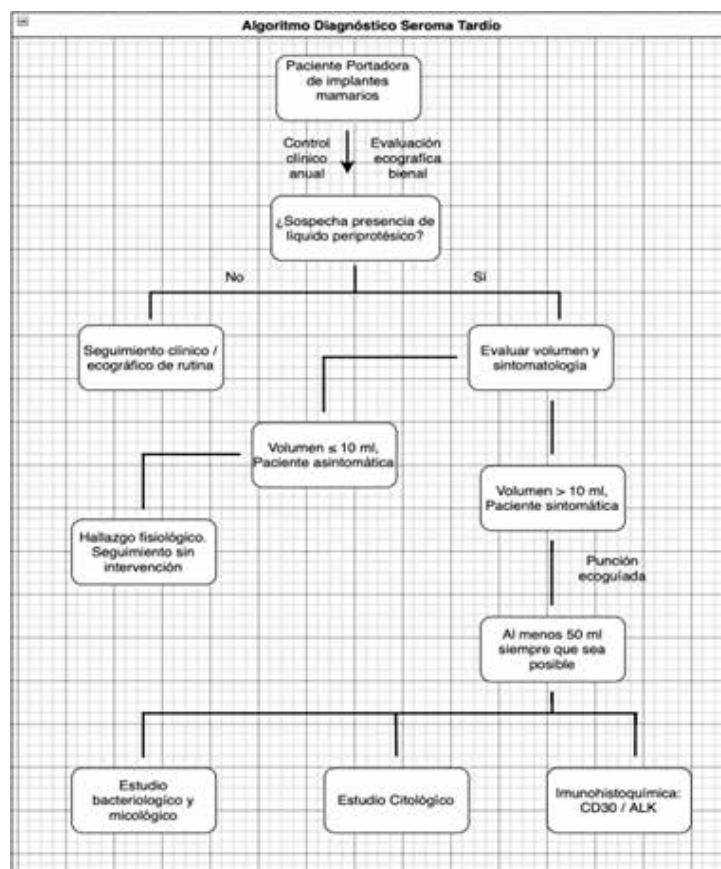 Algoritmo Diagnóstico Seroma Tardío
Paciente Portadora
de implantes
mamarios
Control
clínico
anual
Evaluación
ecografíca
bienal
¿Sospecha presencia de
líquido periprotésico?
No
Sí
Seguimiento clínico /
ecográfico de rutina
Evaluar volumen y
sintomatología
Volumen ≤ 10 ml,
Paciente asintomática
Volumen > 10 ml,
Paciente sintomática
Hallazgo fisiológico.
Seguimiento sin
intervención
Punción
ecoguíada
Al menos 50 ml
siempre que sea
posible
Estudio
bacteriologíco y
micológico
Estudio Citológico
Imunohistoquímica:
CD30 / ALK